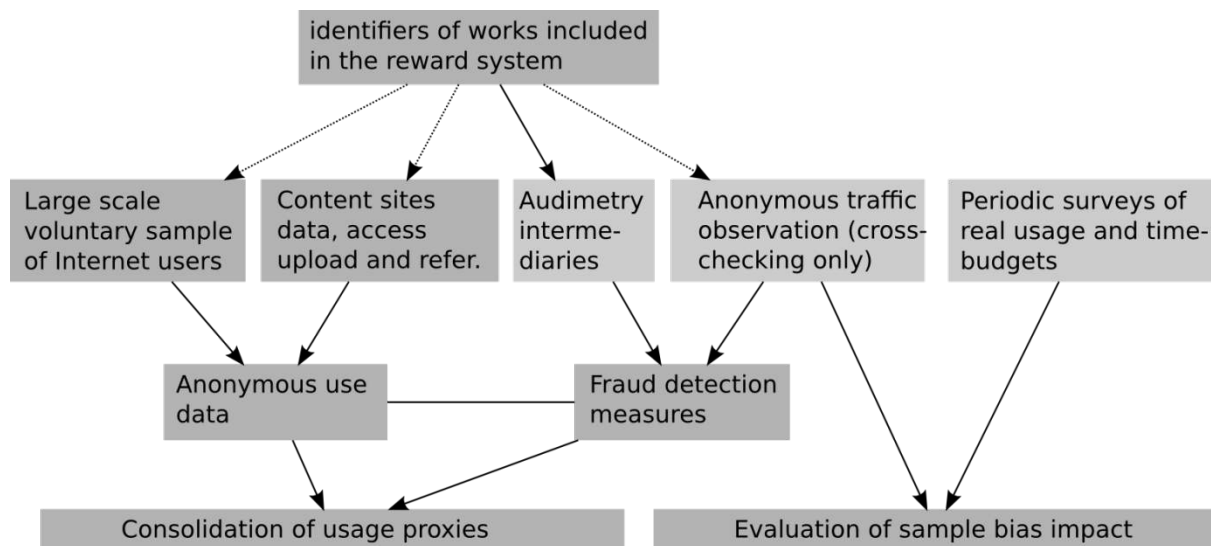 identifiers of works included
in the reward system
Large scale
voluntary sample
of Internet users
Content sites
data, access
upload and refer.
Audimetry
interme-
diaries
Anonymous traffic
observation (cross-
checking only)
Periodic surveys of
real usage and time-
budgets
Anonymous use
data
Fraud detection
measures
Consolidation of usage proxies
Evaluation of sample bias impact